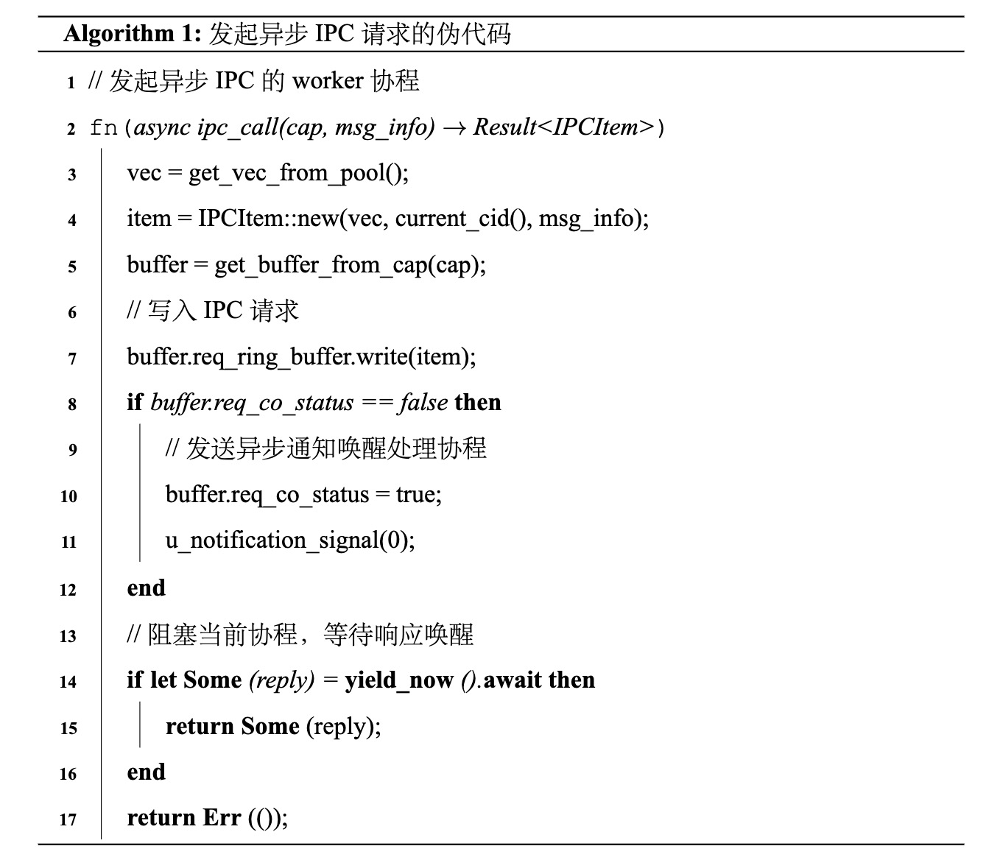 Algorithm 1: 发起异步 IPC 请求的伪代码
1 // 发起异步 IPC 的 worker 协程
2 fn(async ipc_call(cap, msg_info) → Result<IPCItem>)
3 vec = get_vec_from_pool();
4 item = IPCItem::new(vec, current_cid(), msg_info);
5 buffer = get_buffer_from_cap(cap);
6 // 写入 IPC 请求
7 buffer.req_ring_buffer.write(item);
8 if buffer.req_co_status == false then
9 // 发送异步通知唤醒处理协程
10 buffer.req_co_status = true;
11 u_notification_signal(0);
12 end
13 // 阻塞当前协程，等待响应唤醒
14 if let Some (reply) = yield_now ().await then
15 return Some (reply);
16 end
17 return Err (());